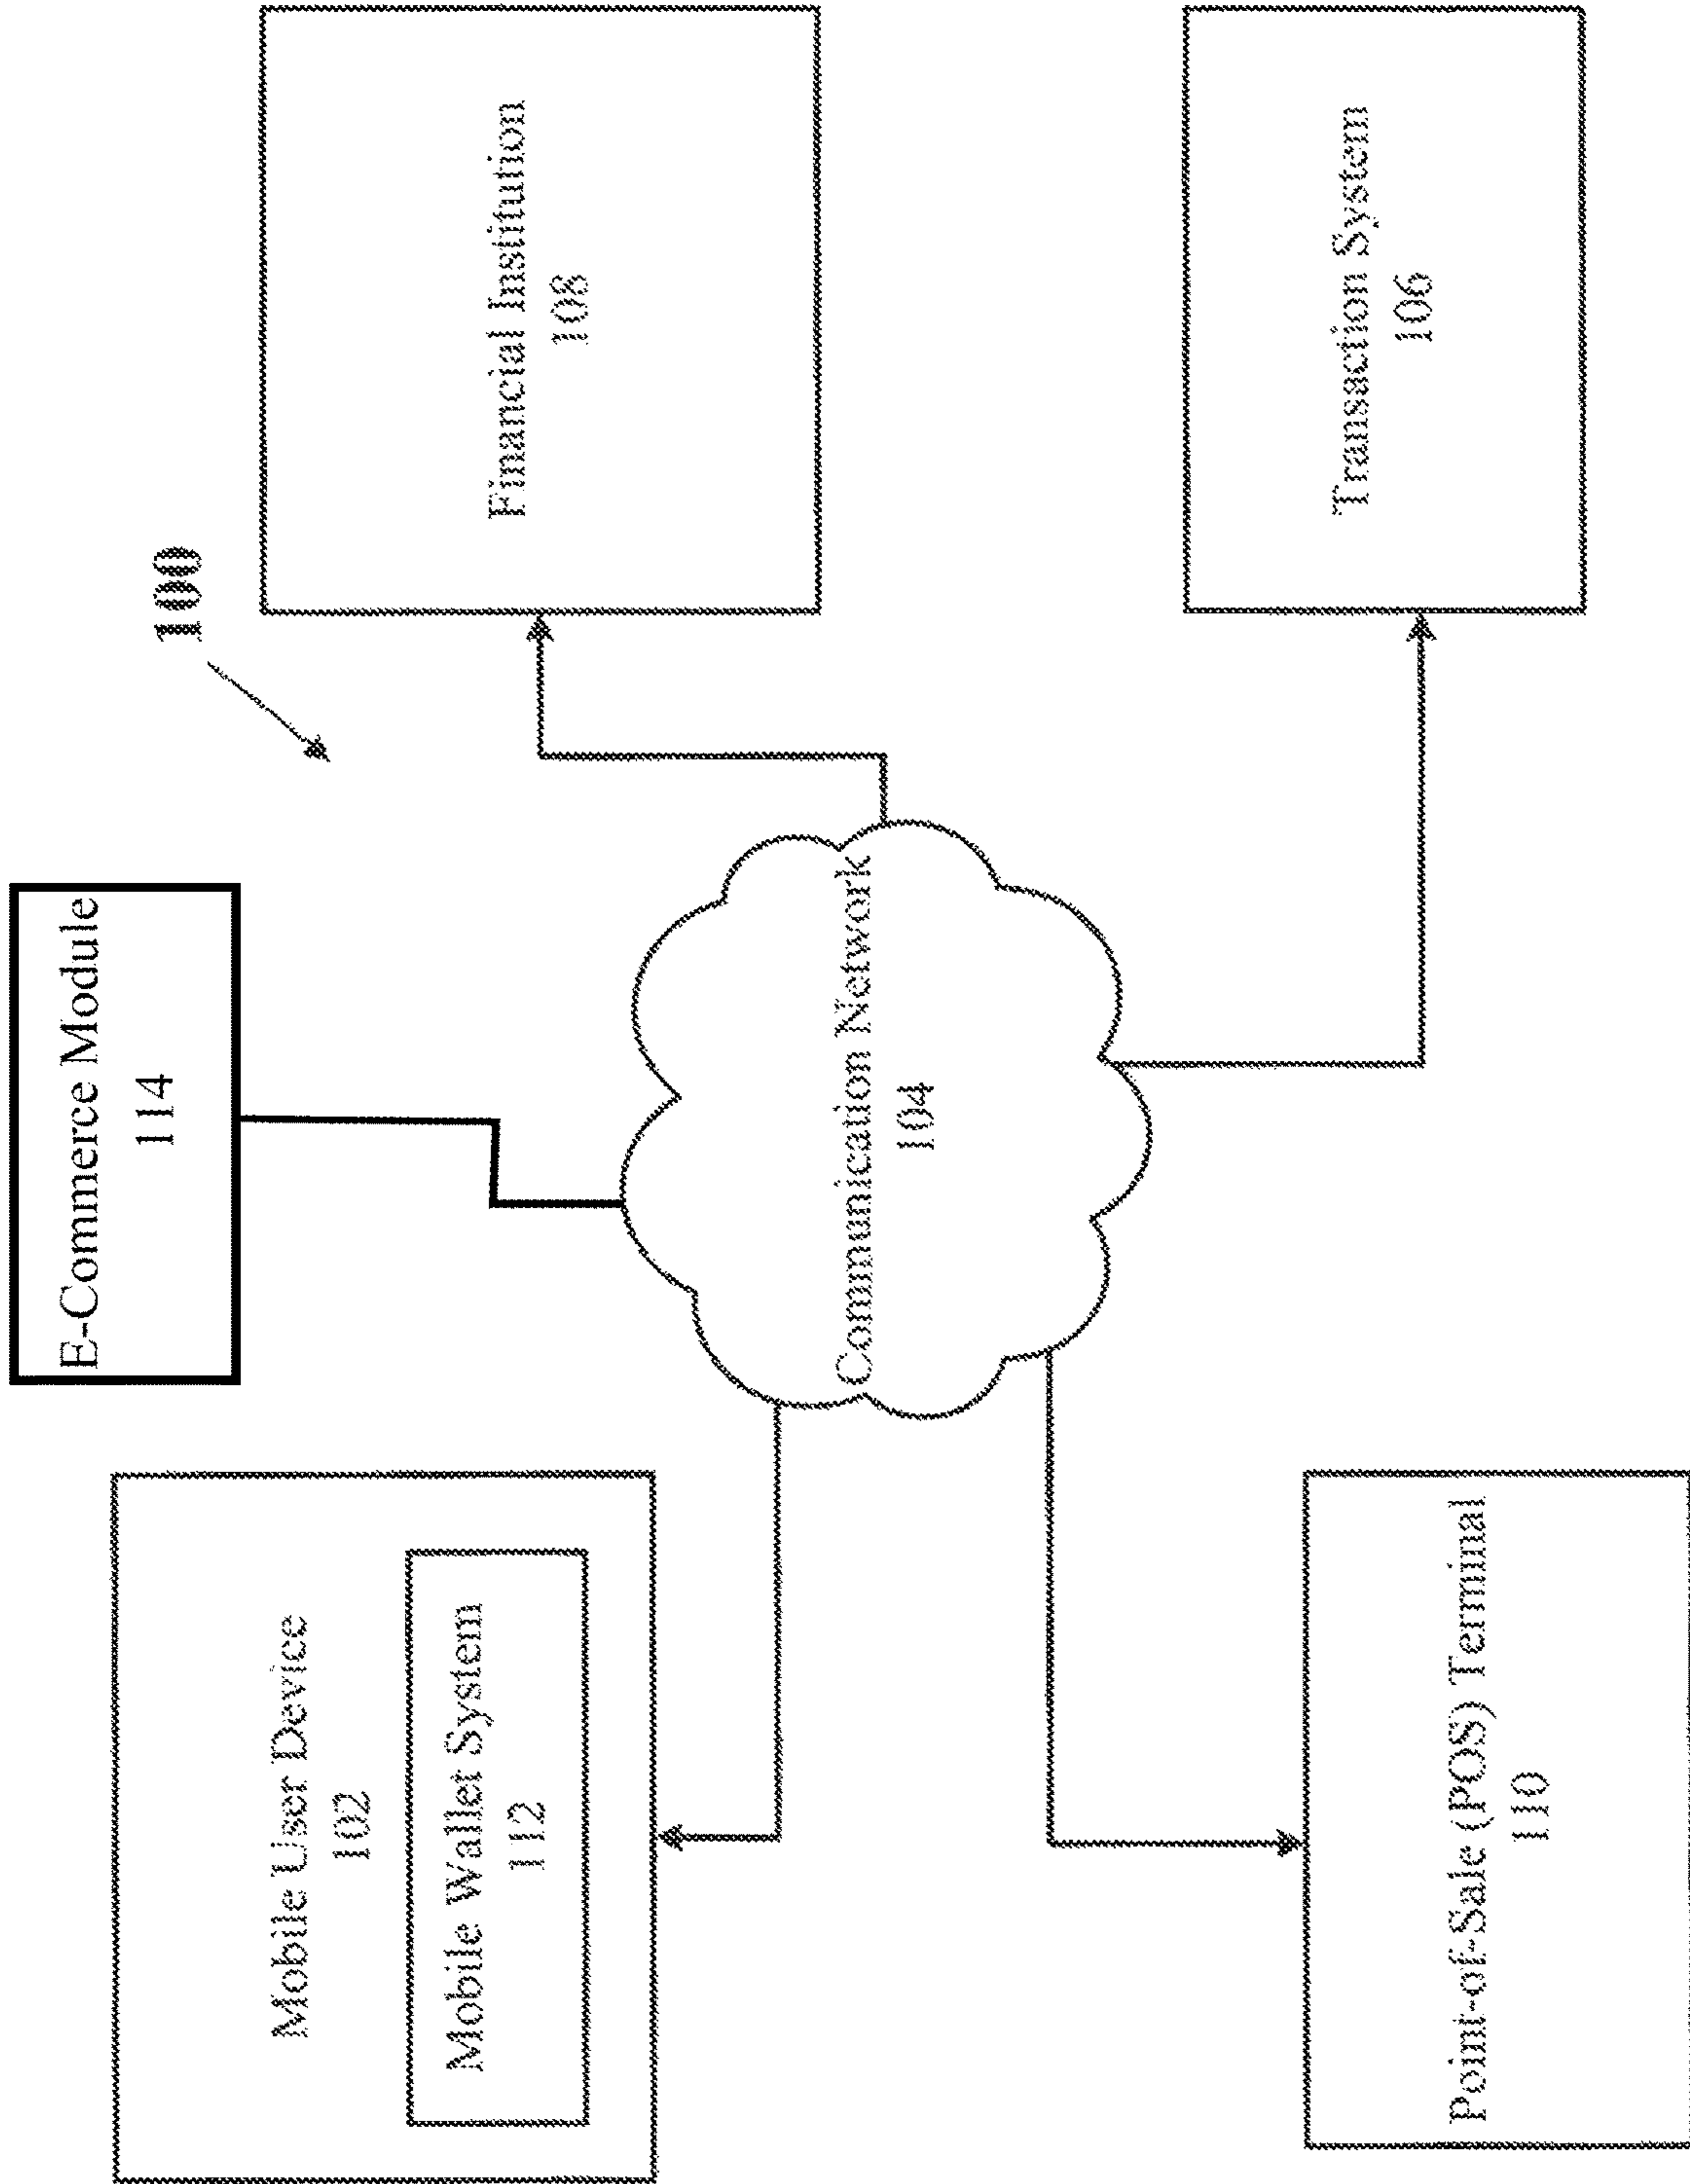 E-Commerce Module
114
100
Mobile User Device
102
Mobile Wallet System
112
Financial Institution
108
Communication Network
104
Point-of-Sale (POS) Terminal
110
Transaction System
106